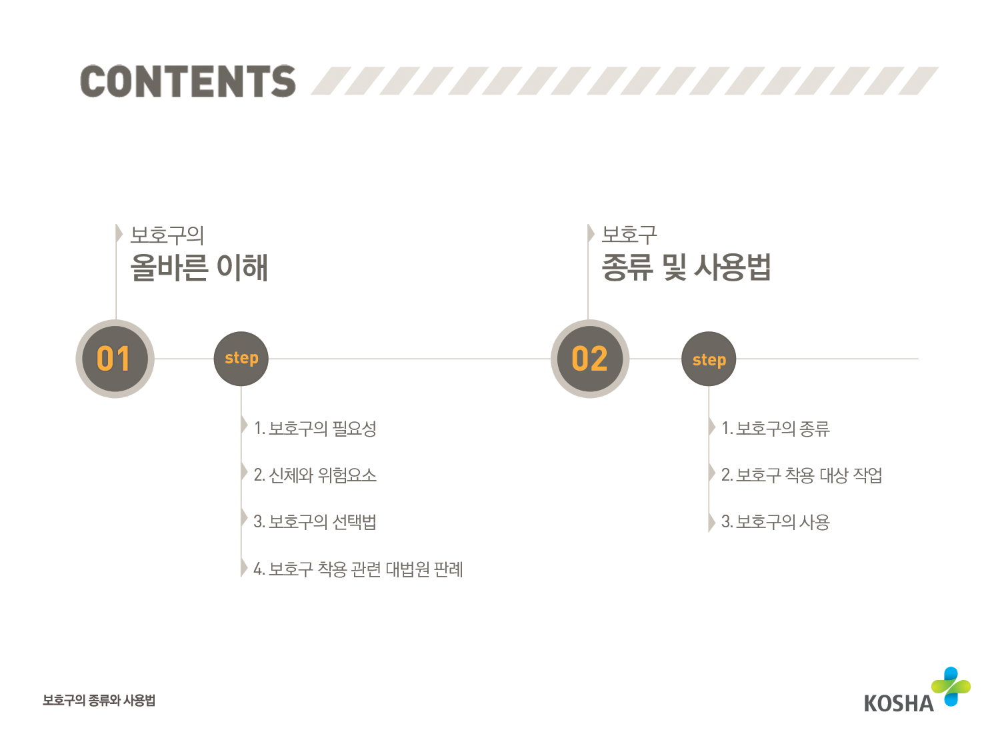 CONTENTS
보호구의
올바른 이해
01
step
1. 보호구의 필요성
2. 신체와 위험요소
3. 보호구의 선택법
4. 보호구 착용 관련 대법원 판례
보호구
종류 및 사용법
02
step
1. 보호구의 종류
2. 보호구 착용 대상 작업
3. 보호구의 사용
보호구의 종류와 사용법
KOSHA